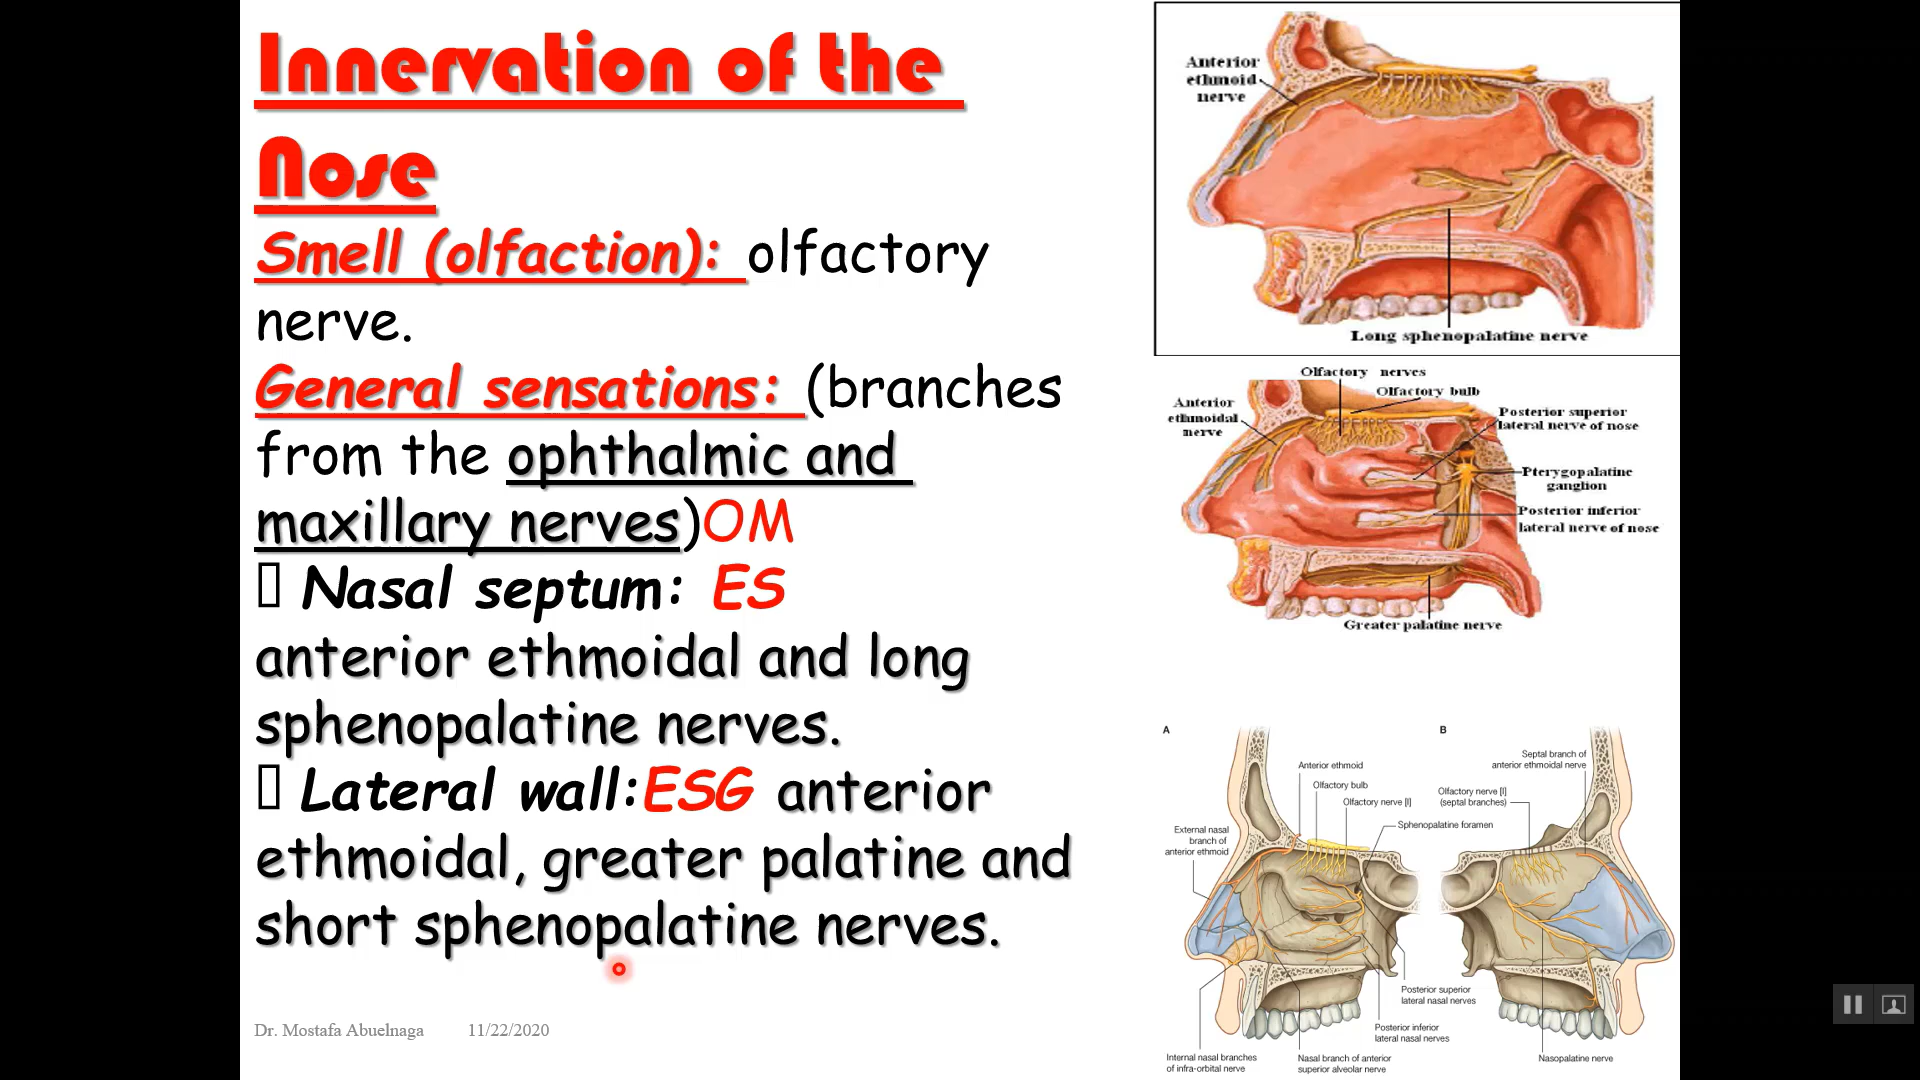 Innervation of the
Nose
Smell (olfaction): olfactory
nerve.
General sensations: (branches
from the ophthalmic and
maxillary nerves)OM
Nasal septum: ES
anterior ethmoidal and long
sphenopalatine nerves.
Lateral wall:ESG anterior
ethmoidal, greater palatine and
short sphenopalatine nerves.
Dr. Mostafa Abuelnaga 11/22/2020
Anterior
ethmoid
nerve
Long sphenopalatine nerve
Olfactory nerves
Olfactory bulb
Anterior
ethmoidal
nerve
Posterior superior
lateral nerve of nose
Pterygopalatine
ganglion
Posterior inferior
lateral nerve of nose
Greater palatine nerve
A
Anterior ethmoid
Olfactory bulb
Olfactory nerve [I]
Sphenopalatine foramen
External nasal
branch of
anterior ethmoid
Posterior superior
lateral nasal nerves
Posterior inferior
lateral nasal nerves
Internal nasal branches
of infra-orbital nerve
Nasal branch of anterior
superior alveolar nerve
B
Septal branch of
anterior ethmoidal nerve
Olfactory nerve [I]
(septal branches)
Nasopalatine nerve